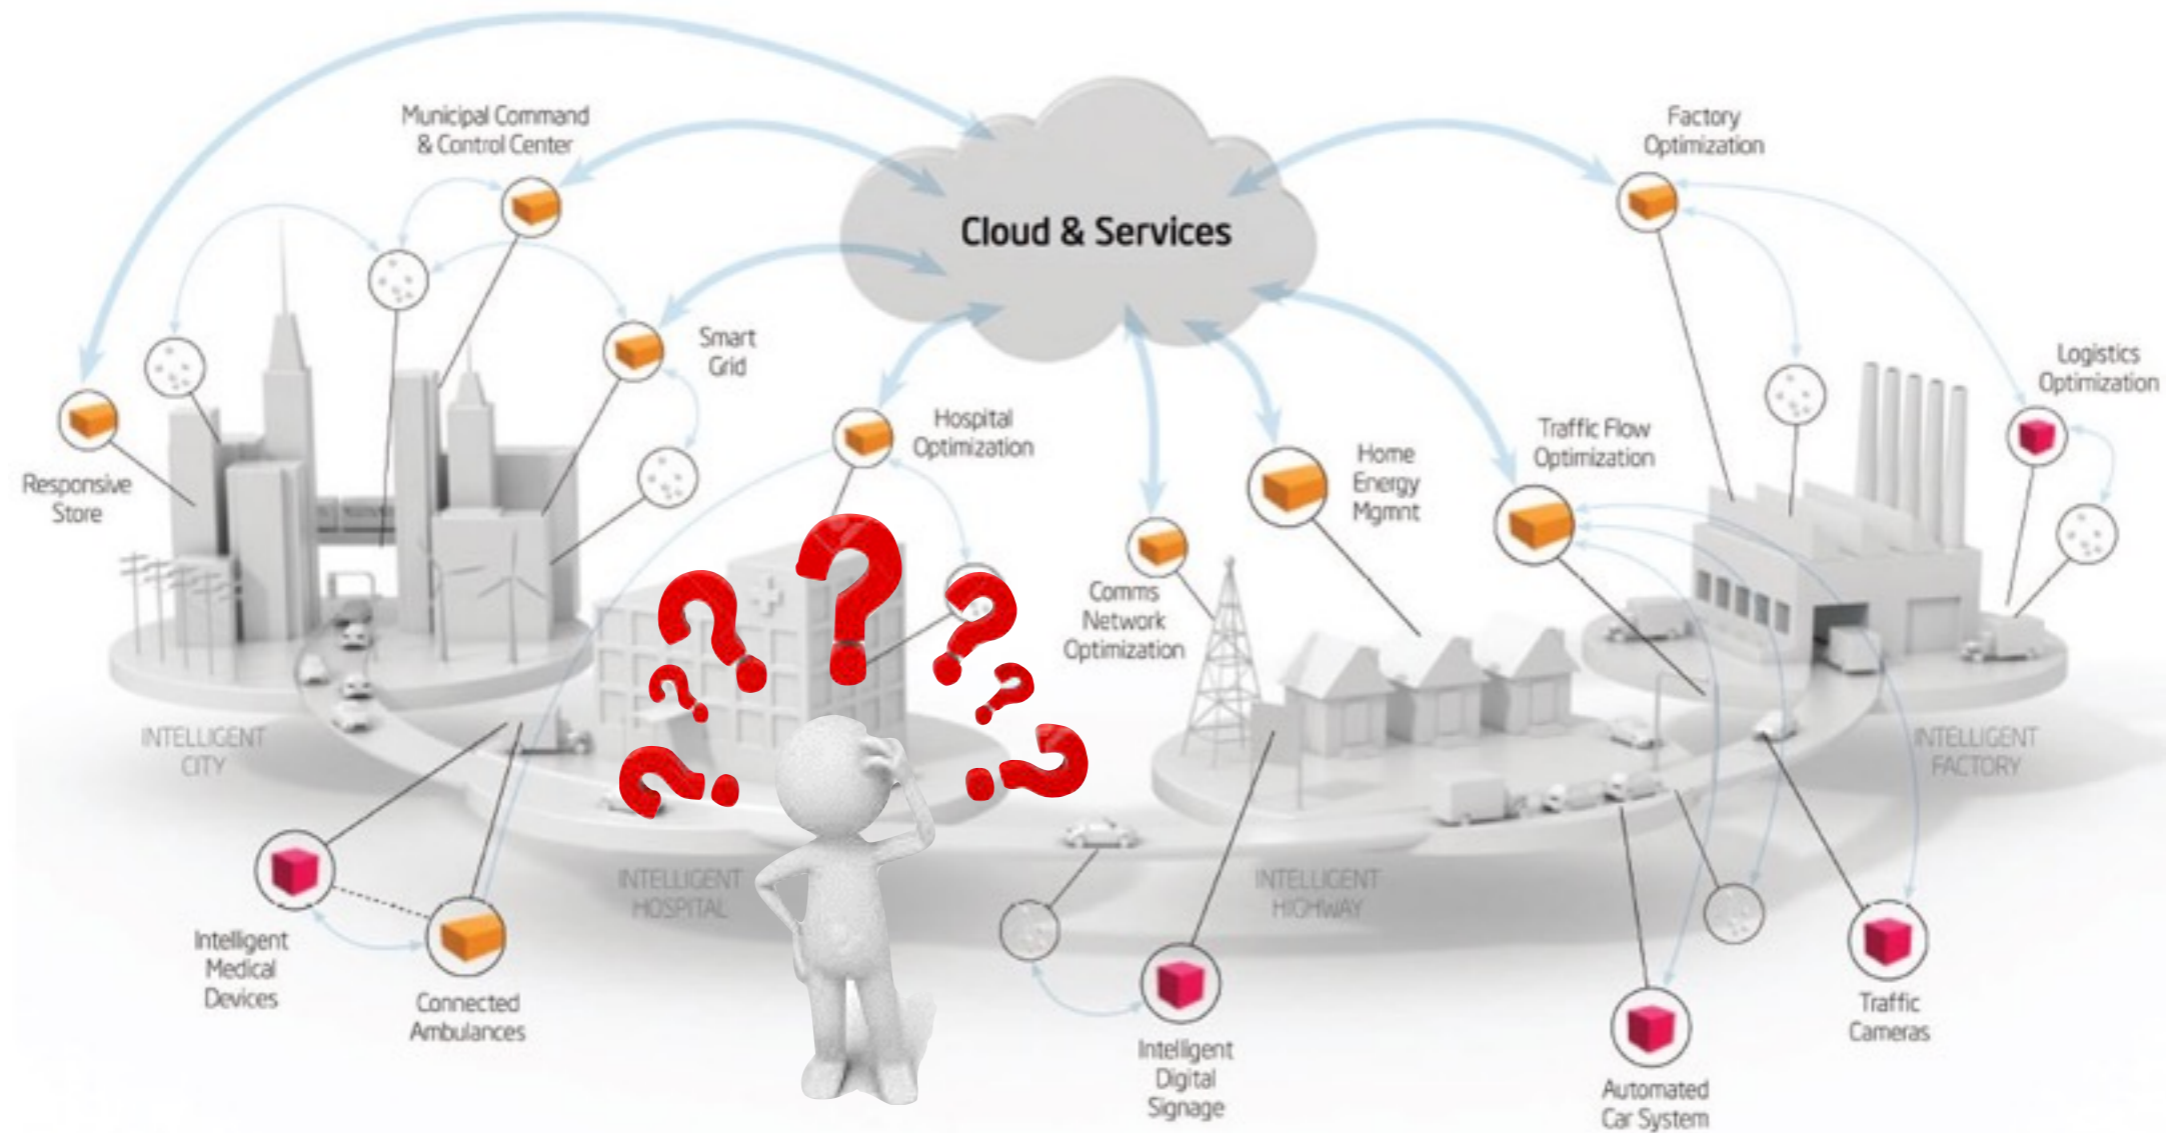 Municipal Command
& Control Center
Factory
Optimization
Cloud & Services
Smart
Grid
Logistics
Optimization
Hospital
Optimization
Traffic Flow
Optimization
Home
Energy
Mgmnt
Responsive
Store
Comms
Network
Optimization
INTELLIGENT
CITY
INTELLIGENT
FACTORY
INTELLIGENT
HOSPITAL
INTELLIGENT
HIGHWAY
Intelligent
Medical
Devices
Connected
Ambulances
Intelligent
Digital
Signage
Traffic
Cameras
Automated
Car System
? ? ? ? ? ? ?